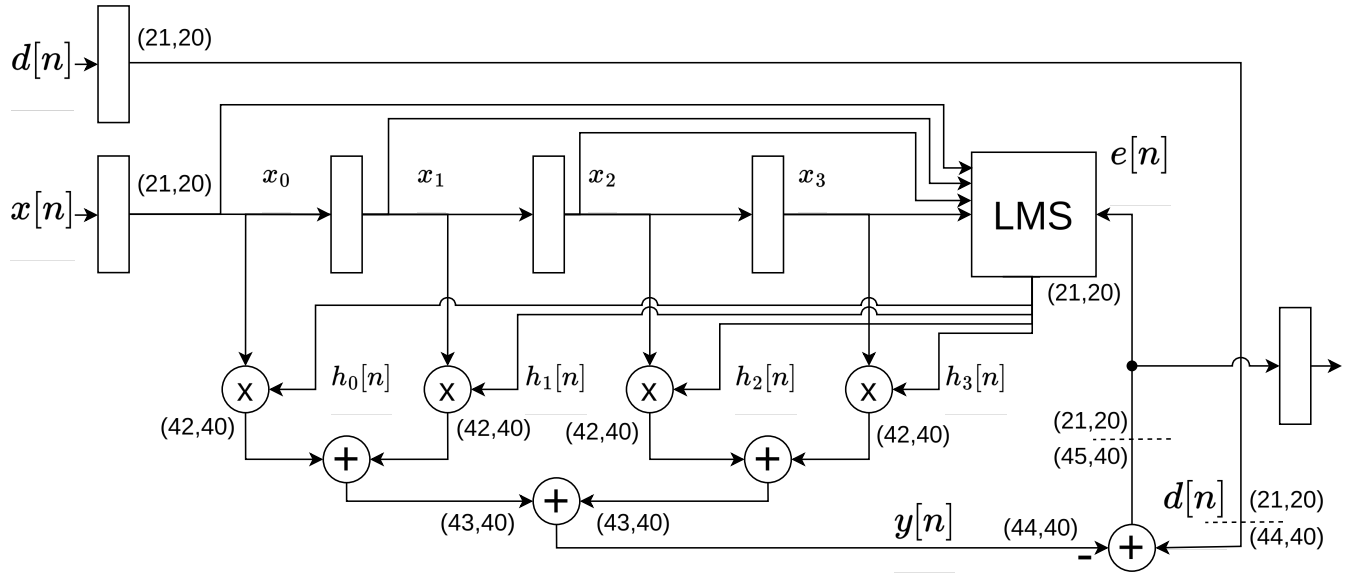 (21,20)
d[n]
(21,20)
x[n]
x₀
x₁
x₂
x₃
LMS
e[n]
(21,20)
x
h₀[n]
x
h₁[n]
x
h₂[n]
x
h₃[n]
(42,40)
(42,40)
(42,40)
(42,40)
+
+
+
(43,40)
(43,40)
y[n]
(44,40)
-
+
(21,20)
(45,40)
d[n]
(21,20)
(44,40)